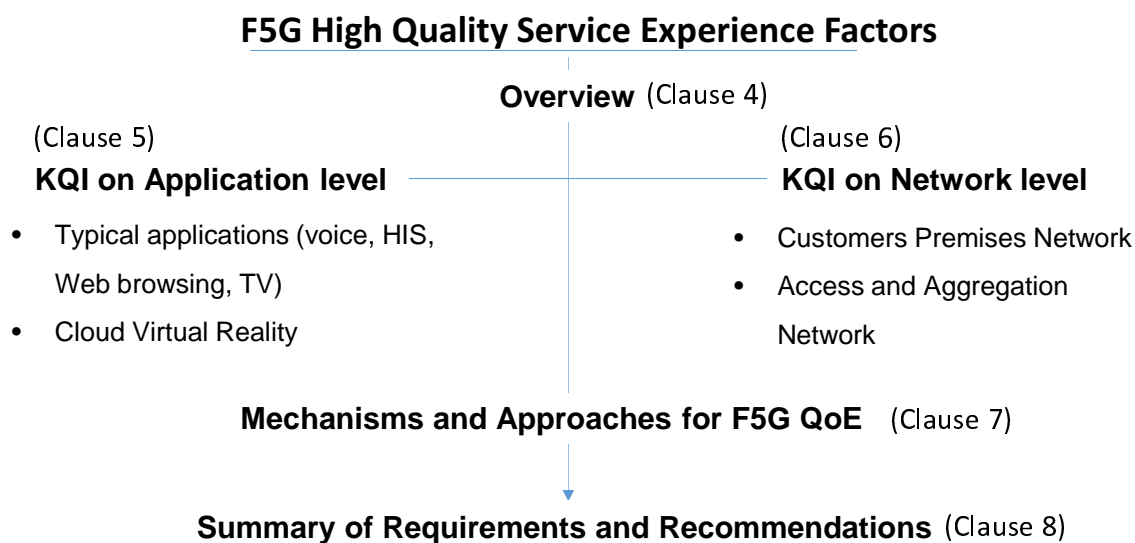 F5G High Quality Service Experience Factors
Overview (Clause 4)
(Clause 5)
KQI on Application level
• Typical applications (voice, HIS,
Web browsing, TV)
• Cloud Virtual Reality
(Clause 6)
KQI on Network level
• Customers Premises Network
• Access and Aggregation
Network
Mechanisms and Approaches for F5G QoE (Clause 7)
Summary of Requirements and Recommendations (Clause 8)